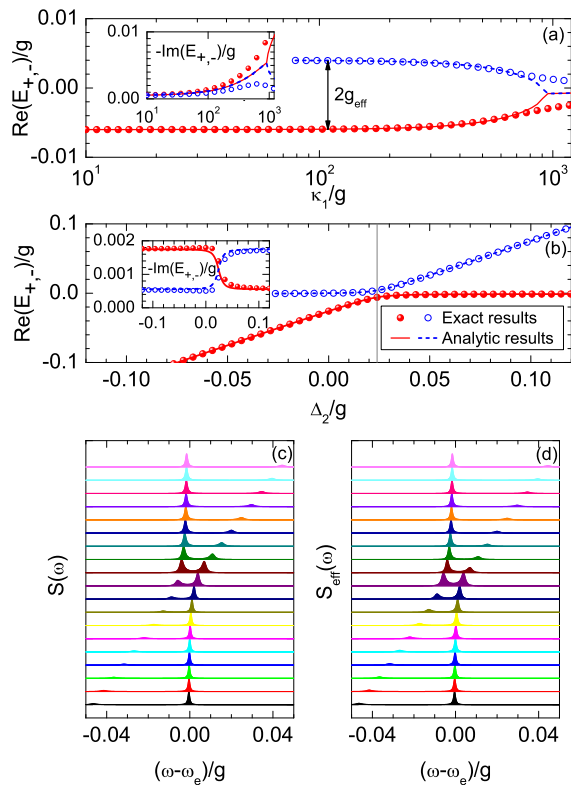 (a)
-Im(E+,-)/g
0.01
0.00
10¹ 10² 10³
2g_eff
Re(E+,-)/g
0.01
0.00
-0.01
10¹ 10² 10³
κ₁/g
(b)
-Im(E+,-)/g
0.002
0.001
0.000
-0.1 0.0 0.1
Re(E+,-)/g
0.1
0.0
-0.1
Exact results
Analytic results
-0.10 -0.05 0.00 0.05 0.10
Δ₂/g
(c)
S(ω)
-0.04 0.00 0.04
(ω-ωₑ)/g
(d)
S_eff(ω)
-0.04 0.00 0.04
(ω-ωₑ)/g